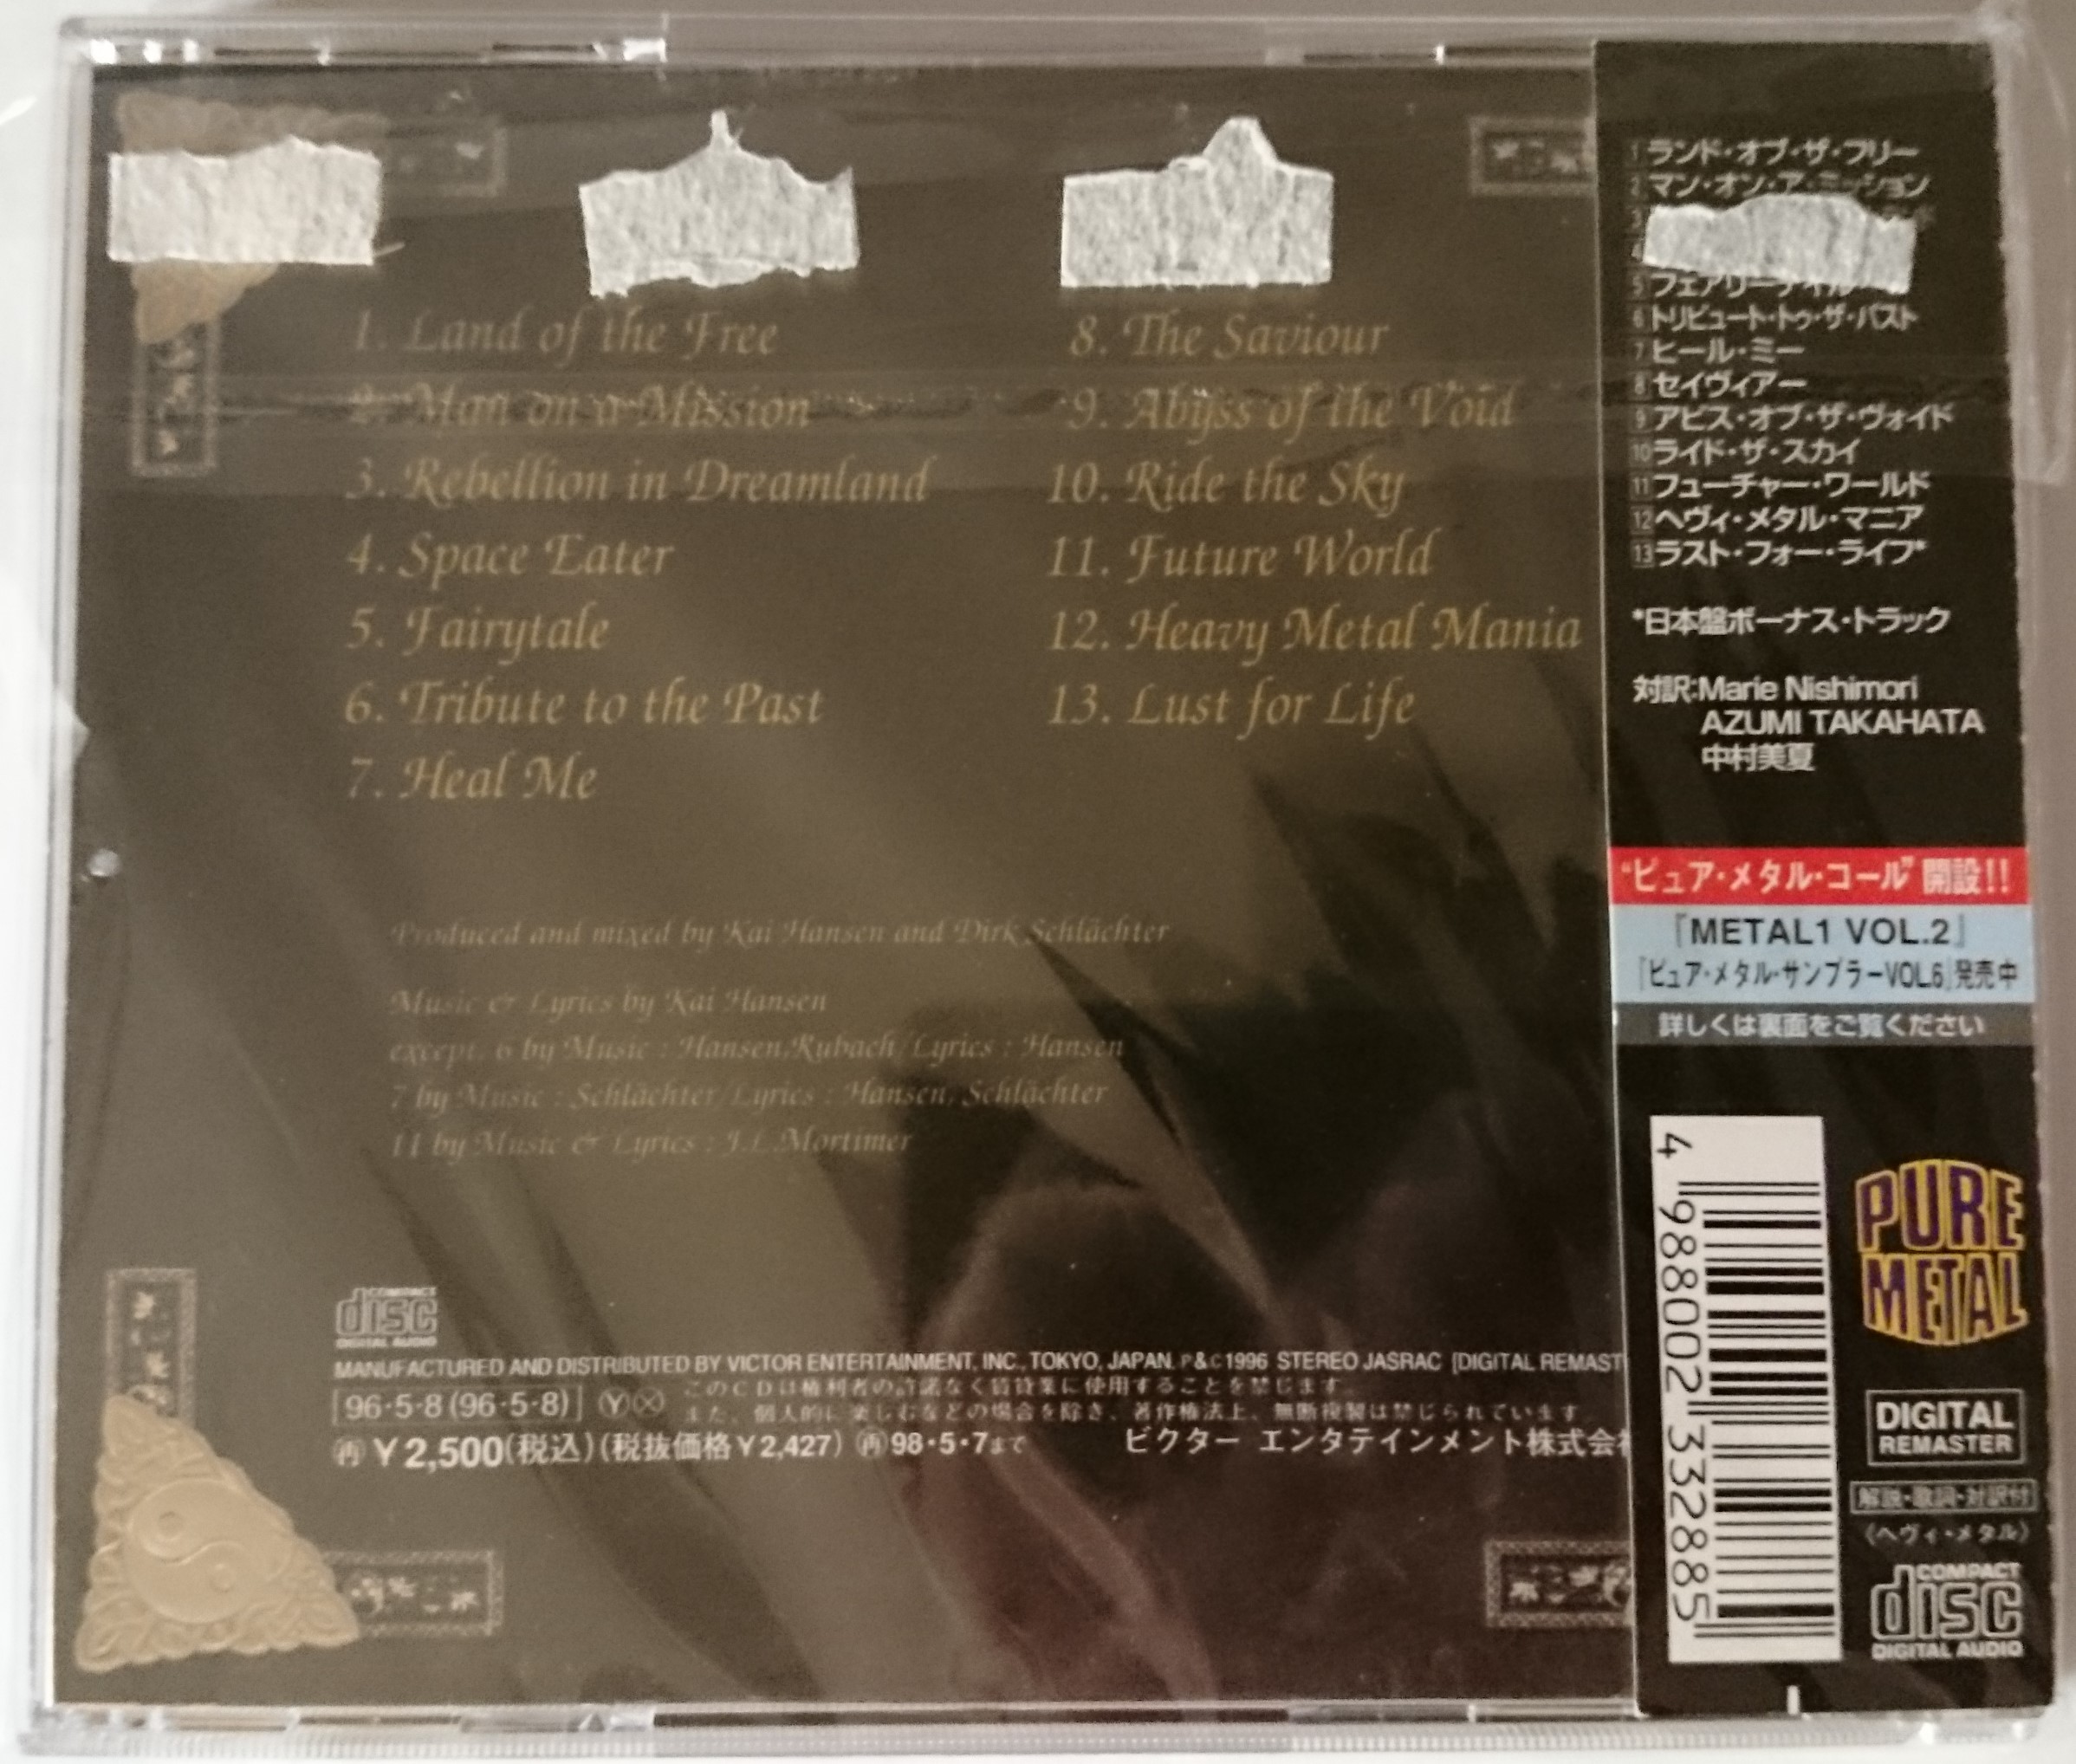 1. Land of the Free
2. Man on a Mission
3. Rebellion in Dreamland
4. Space Eater
5. Fairytale
6. Tribute to the Past
7. Heal Me
8. The Saviour
9. Abyss of the Void
10. Ride the Sky
11. Future World
12. Heavy Metal Mania
13. Lust for Life
Produced and mixed by Kai Hansen and Dirk Schlächter
Music & Lyrics by Kai Hansen
except, 6 by Music : Hansen, Rubach/Lyrics : Hansen
7 by Music : Schlächter/Lyrics : Hansen, Schlächter
11 by Music & Lyrics : J.L.Mortimer
COMPACT
disc
DIGITAL AUDIO
MANUFACTURED AND DISTRIBUTED BY VICTOR ENTERTAINMENT, INC., TOKYO, JAPAN. P&C 1996 STEREO JASRAC [DIGITAL REMAST
[96·5·8 (96·5·8)] Ⓨ Ⓧ このCDは権利者の許諾なく賃貸業に使用することを禁じます。
また、個人的に楽しむなどの場合を除き、著作権法上、無断複製は禁じられています。
㊞ ¥2,500(税込)(税抜価格¥2,427) 再 98·5·7まで ビクター エンタテインメント株式会
1 ランド・オブ・ザ・フリー
2 マン・オン・ア・ミッション
3
4
5 フェアリーテイル
6 トリビュート・トゥ・ザ・パスト
7 ヒール・ミー
8 セイヴィアー
9 アビス・オブ・ザ・ヴォイド
10 ライド・ザ・スカイ
11 フューチャー・ワールド
12 ヘヴィ・メタル・マニア
13 ラスト・フォー・ライフ*
*日本盤ボーナス・トラック
対訳:Marie Nishimori
AZUMI TAKAHATA
中村美夏
“ピュア・メタル・コール”開設!!
『METAL1 VOL.2』
『ピュア・メタル・サンプラーVOL.6』発売中
詳しくは裏面をご覧ください
4 988002 332885
PURE
METAL
DIGITAL
REMASTER
解説・歌詞・対訳付
〈ヘヴィ・メタル〉
COMPACT
disc
DIGITAL AUDIO